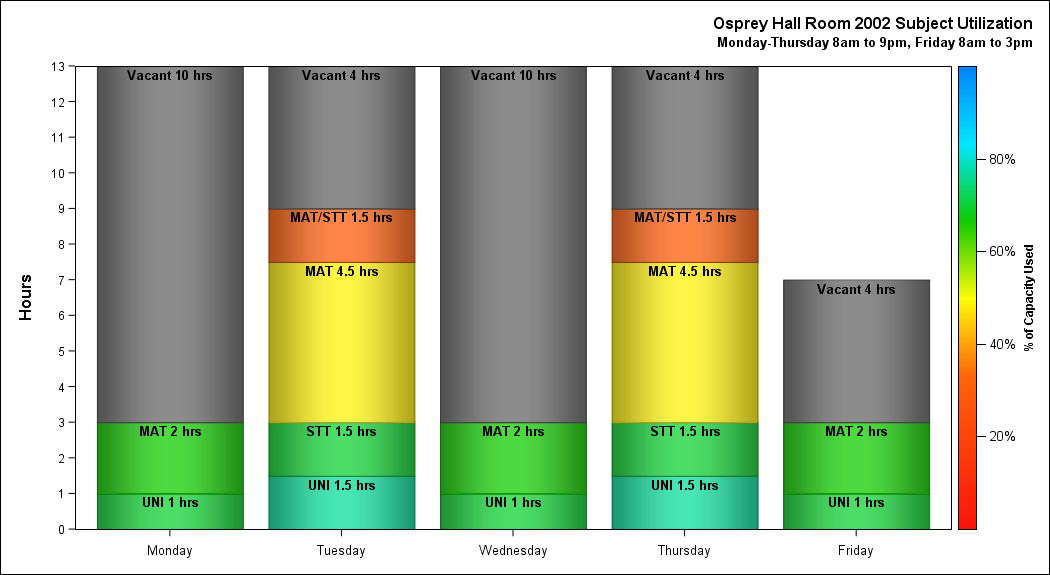 Osprey Hall Room 2002 Subject Utilization
Monday-Thursday 8am to 9pm, Friday 8am to 3pm
Hours
13
12
11
10
9
8
7
6
5
4
3
2
1
0
Vacant 10 hrs
MAT 2 hrs
UNI 1 hrs
Vacant 4 hrs
MAT/STT 1.5 hrs
MAT 4.5 hrs
STT 1.5 hrs
UNI 1.5 hrs
Vacant 10 hrs
MAT 2 hrs
UNI 1 hrs
Vacant 4 hrs
MAT/STT 1.5 hrs
MAT 4.5 hrs
STT 1.5 hrs
UNI 1.5 hrs
Vacant 4 hrs
MAT 2 hrs
UNI 1 hrs
Monday
Tuesday
Wednesday
Thursday
Friday
80%
60%
40%
20%
% of Capacity Used